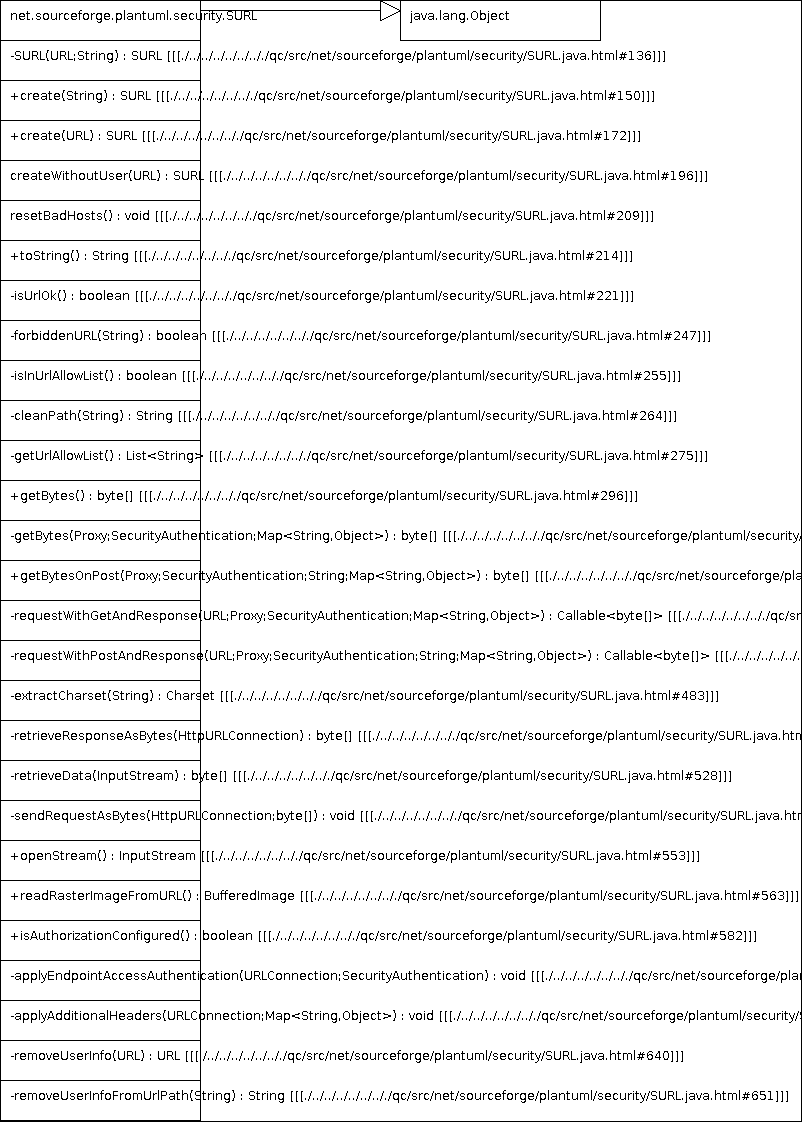 net.sourceforge.plantuml.security.SURL
java.lang.Object
-SURL(URL;String) : SURL [[[./../../../../../../qc/src/net/sourceforge/plantuml/security/SURL.java.html#136]]]
+create(String) : SURL [[[./../../../../../../qc/src/net/sourceforge/plantuml/security/SURL.java.html#150]]]
+create(URL) : SURL [[[./../../../../../../qc/src/net/sourceforge/plantuml/security/SURL.java.html#172]]]
createWithoutUser(URL) : SURL [[[./../../../../../../qc/src/net/sourceforge/plantuml/security/SURL.java.html#196]]]
resetBadHosts() : void [[[./../../../../../../qc/src/net/sourceforge/plantuml/security/SURL.java.html#209]]]
+toString() : String [[[./../../../../../../qc/src/net/sourceforge/plantuml/security/SURL.java.html#214]]]
-isUrlOk() : boolean [[[./../../../../../../qc/src/net/sourceforge/plantuml/security/SURL.java.html#221]]]
-forbiddenURL(String) : boolean [[[./../../../../../../qc/src/net/sourceforge/plantuml/security/SURL.java.html#247]]]
-isInUrlAllowList() : boolean [[[./../../../../../../qc/src/net/sourceforge/plantuml/security/SURL.java.html#255]]]
-cleanPath(String) : String [[[./../../../../../../qc/src/net/sourceforge/plantuml/security/SURL.java.html#264]]]
-getUrlAllowList() : List<String> [[[./../../../../../../qc/src/net/sourceforge/plantuml/security/SURL.java.html#275]]]
+getBytes() : byte[] [[[./../../../../../../qc/src/net/sourceforge/plantuml/security/SURL.java.html#296]]]
-getBytes(Proxy;SecurityAuthentication;Map<String,Object>) : byte[] [[[./../../../../../../qc/src/net/sourceforge/plantuml/security/
+getBytesOnPost(Proxy;SecurityAuthentication;String;Map<String,Object>) : byte[] [[[./../../../../../../qc/src/net/sourceforge/pla
-requestWithGetAndResponse(URL;Proxy;SecurityAuthentication;Map<String,Object>) : Callable<byte[]> [[[./../../../../../../qc/sr
-requestWithPostAndResponse(URL;Proxy;SecurityAuthentication;String;Map<String,Object>) : Callable<byte[]> [[[./../../../../../.
-extractCharset(String) : Charset [[[./../../../../../../qc/src/net/sourceforge/plantuml/security/SURL.java.html#483]]]
-retrieveResponseAsBytes(HttpURLConnection) : byte[] [[[./../../../../../../qc/src/net/sourceforge/plantuml/security/SURL.java.htm
-retrieveData(InputStream) : byte[] [[[./../../../../../../qc/src/net/sourceforge/plantuml/security/SURL.java.html#528]]]
-sendRequestAsBytes(HttpURLConnection;byte[]) : void [[[./../../../../../../qc/src/net/sourceforge/plantuml/security/SURL.java.htm
+openStream() : InputStream [[[./../../../../../../qc/src/net/sourceforge/plantuml/security/SURL.java.html#553]]]
+readRasterImageFromURL() : BufferedImage [[[./../../../../../../qc/src/net/sourceforge/plantuml/security/SURL.java.html#563]]]
+isAuthorizationConfigured() : boolean [[[./../../../../../../qc/src/net/sourceforge/plantuml/security/SURL.java.html#582]]]
-applyEndpointAccessAuthentication(URLConnection;SecurityAuthentication) : void [[[./../../../../../../qc/src/net/sourceforge/plan
-applyAdditionalHeaders(URLConnection;Map<String,Object>) : void [[[./../../../../../../qc/src/net/sourceforge/plantuml/security/S
-removeUserInfo(URL) : URL [[[./../../../../../../qc/src/net/sourceforge/plantuml/security/SURL.java.html#640]]]
-removeUserInfoFromUrlPath(String) : String [[[./../../../../../../qc/src/net/sourceforge/plantuml/security/SURL.java.html#651]]]